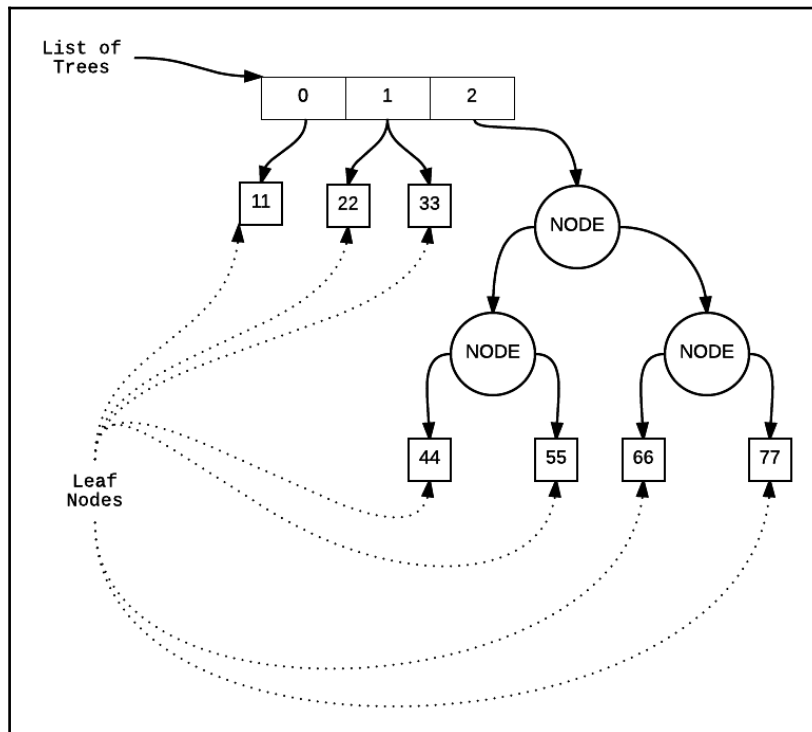 List of
Trees
0 1 2
11 22 33
NODE
NODE NODE
44 55 66 77
Leaf
Nodes